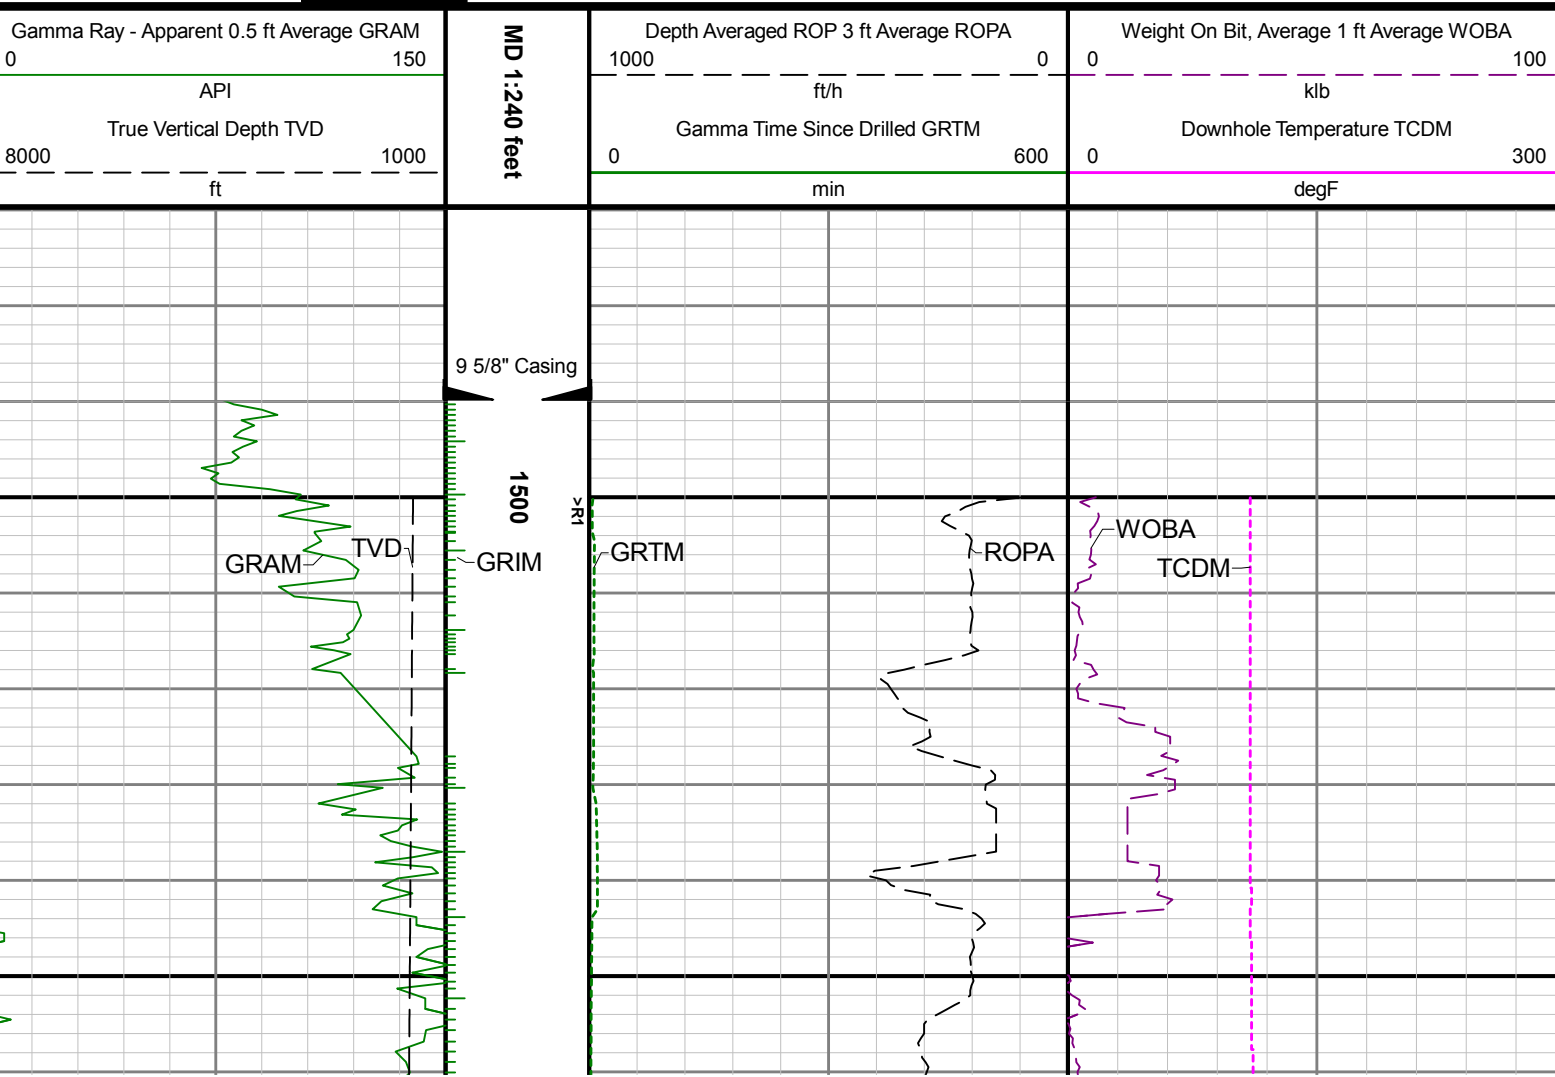 Gamma Ray - Apparent 0.5 ft Average GRAM
0 150
API
True Vertical Depth TVD
8000 1000
ft
MD 1:240 feet
Depth Averaged ROP 3 ft Average ROPA
1000 0
ft/h
Gamma Time Since Drilled GRTM
0 600
min
Weight On Bit, Average 1 ft Average WOBA
0 100
klb
Downhole Temperature TCDM
0 300
degF
9 5/8" Casing
1500
>R1
GRAM
TVD
GRIM
GRTM
ROPA
WOBA
TCDM